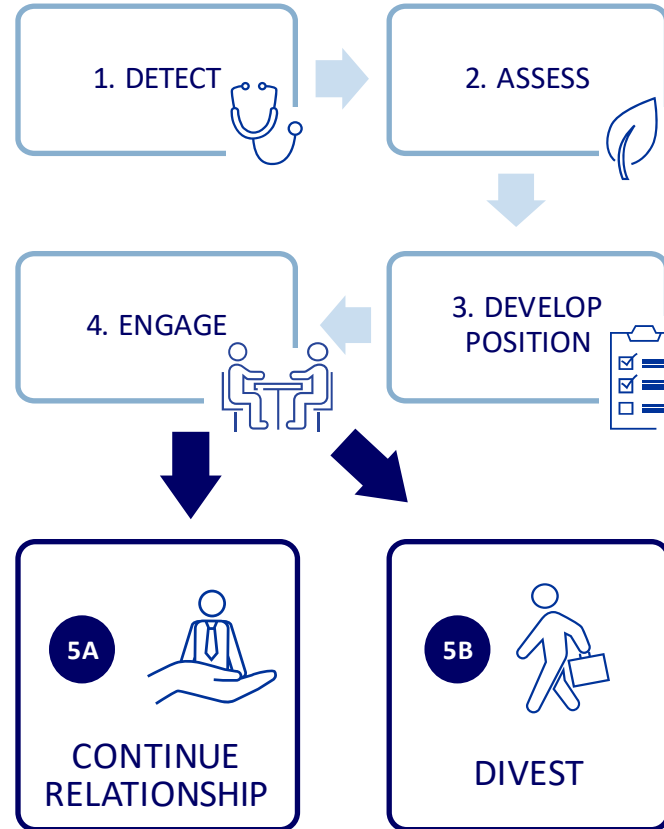 1. DETECT
2. ASSESS
3. DEVELOP
POSITION
4. ENGAGE
5A
CONTINUE
RELATIONSHIP
5B
DIVEST